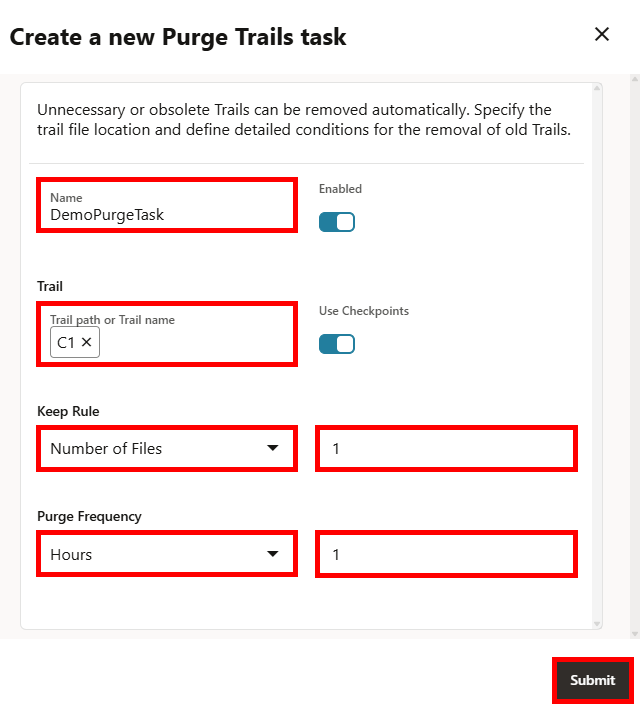 Create a new Purge Trails task
Unnecessary or obsolete Trails can be removed automatically. Specify the
trail file location and define detailed conditions for the removal of old Trails.
Name
DemoPurgeTask
Enabled
Trail
Trail path or Trail name
C1
Use Checkpoints
Keep Rule
Number of Files
1
Purge Frequency
Hours
1
Submit